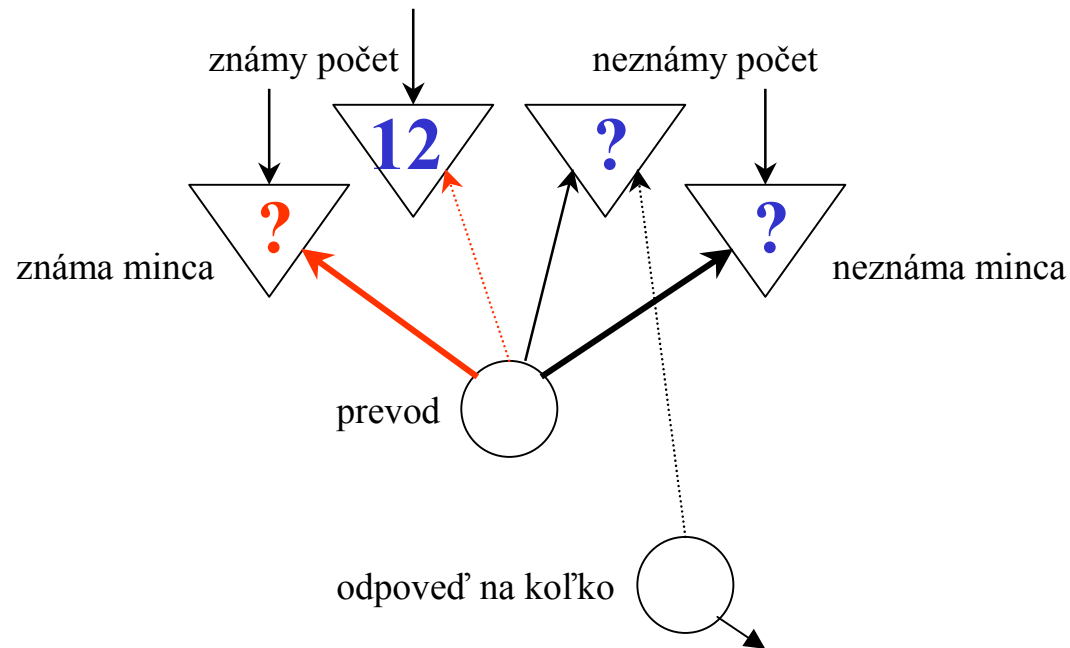 známy počet
neznámy počet
12
?
?
?
známa minca
neznáma minca
prevod
odpoveď na koľko